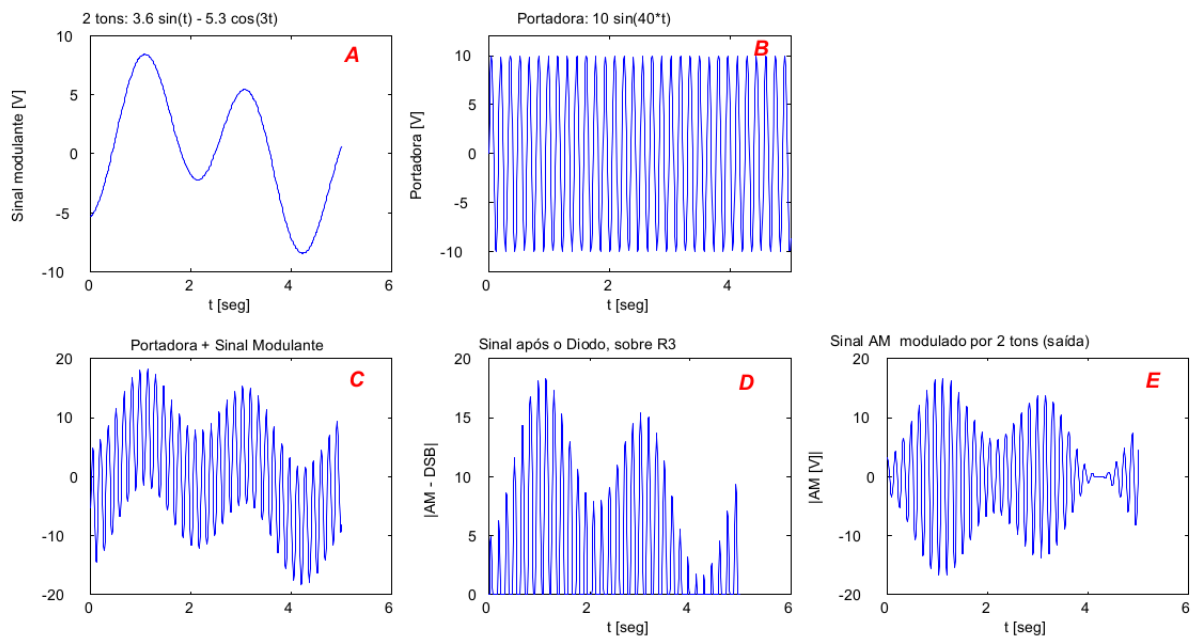 2 tons: 3.6 sin(t) - 5.3 cos(3t)
A
10
5
0
-5
-10
Sinal modulante [V]
0 2 4 6
t [seg]
Portadora: 10 sin(40*t)
B
10
5
0
-5
-10
Portadora [V]
0 2 4
t [seg]
Portadora + Sinal Modulante
C
20
10
0
-10
-20
0 2 4 6
Sinal após o Diodo, sobre R3
D
20
15
10
5
0
|AM - DSB|
0 2 4 6
t [seg]
Sinal AM modulado por 2 tons (saída)
E
20
10
0
-10
-20
|AM [V]|
0 2 4 6
t [seg]